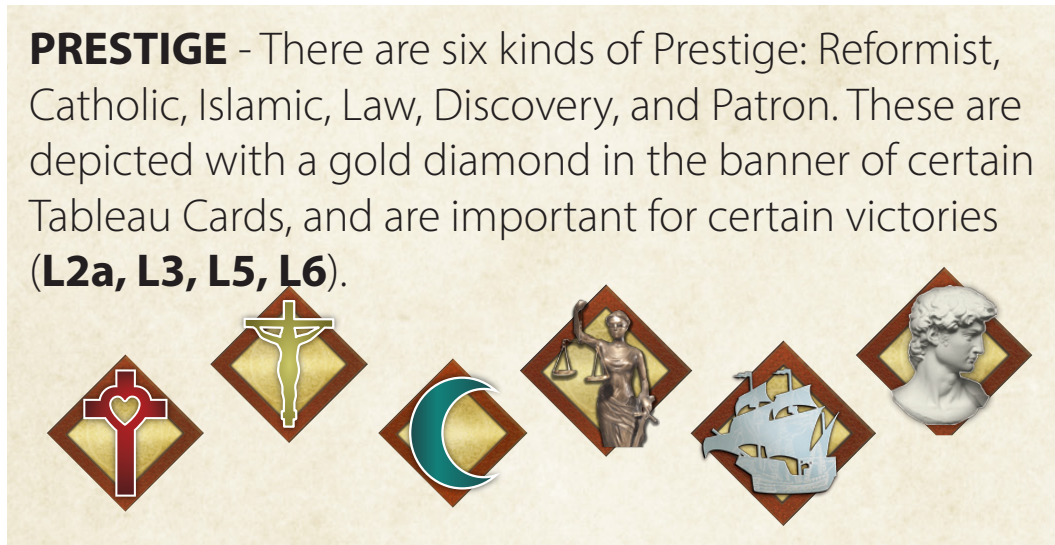 PRESTIGE - There are six kinds of Prestige: Reformist,
Catholic, Islamic, Law, Discovery, and Patron. These are
depicted with a gold diamond in the banner of certain
Tableau Cards, and are important for certain victories
(L2a, L3, L5, L6).